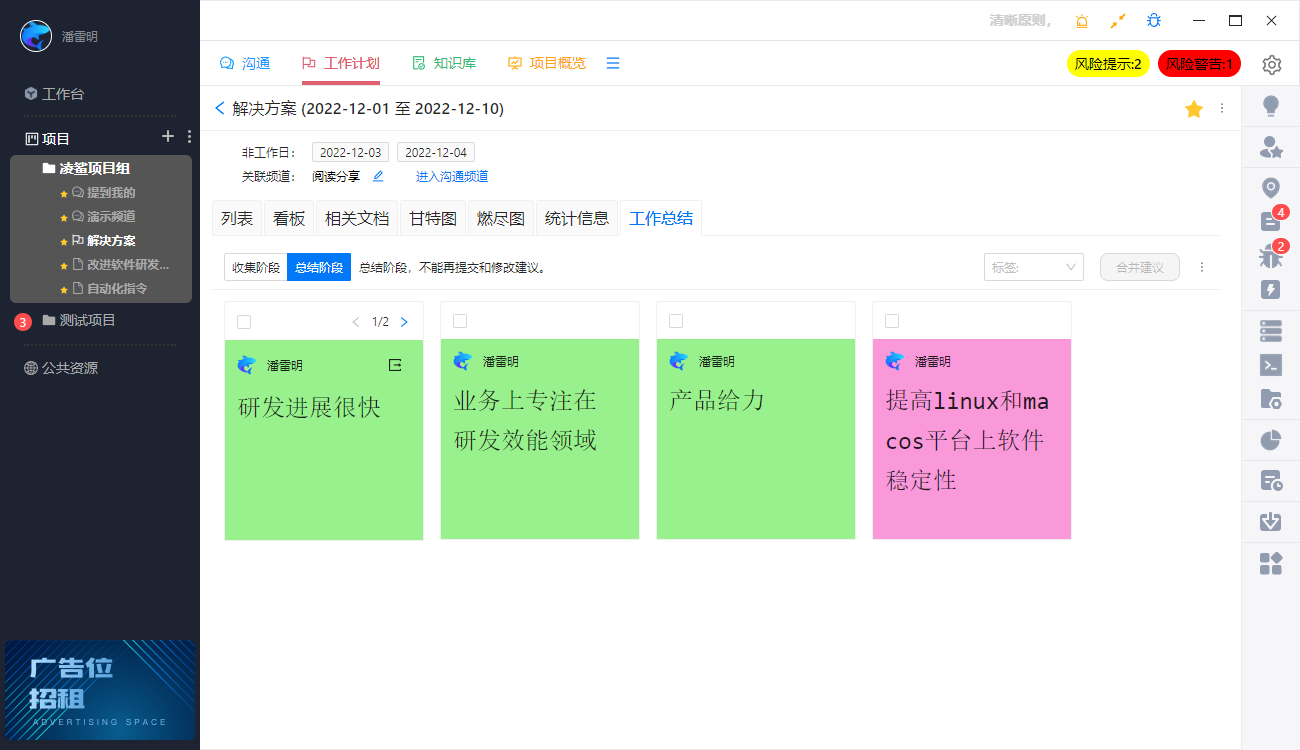 潘雷明
清晰原则，
工作台
项目
凌鲨项目组
提到我的
演示频道
解决方案
改进软件研发...
自动化指令
3 测试项目
公共资源
广告位
招租
ADVERTISING SPACE
沟通 工作计划 知识库 项目概览
风险提示:2 风险警告:1
解决方案 (2022-12-01 至 2022-12-10)
非工作日: 2022-12-03 2022-12-04
关联频道: 阅读分享 进入沟通频道
列表 看板 相关文档 甘特图 燃尽图 统计信息 工作总结
收集阶段 总结阶段 总结阶段，不能再提交和修改建议。 标签: 合并建议
1/2
潘雷明
研发进展很快
潘雷明
业务上专注在
研发效能领域
潘雷明
产品给力
潘雷明
提高linux和ma
cos平台上软件
稳定性
4
2